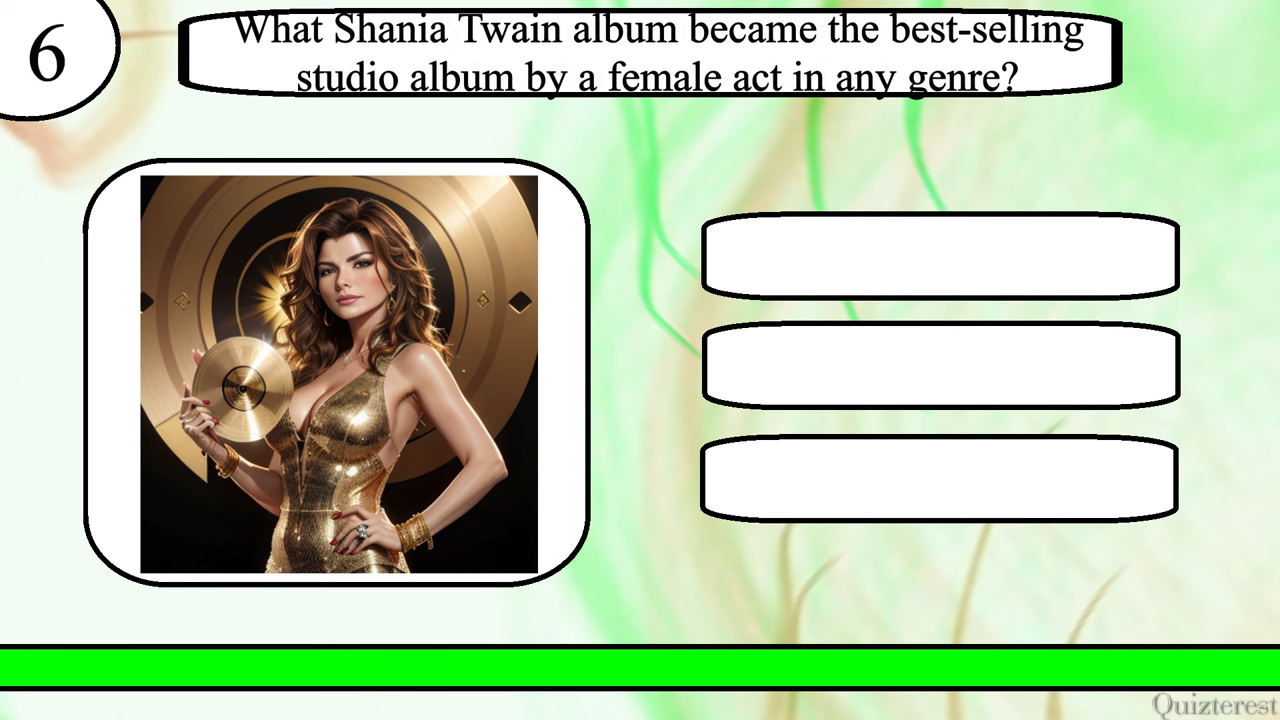 6
What Shania Twain album became the best-selling
studio album by a female act in any genre?
Quizterest